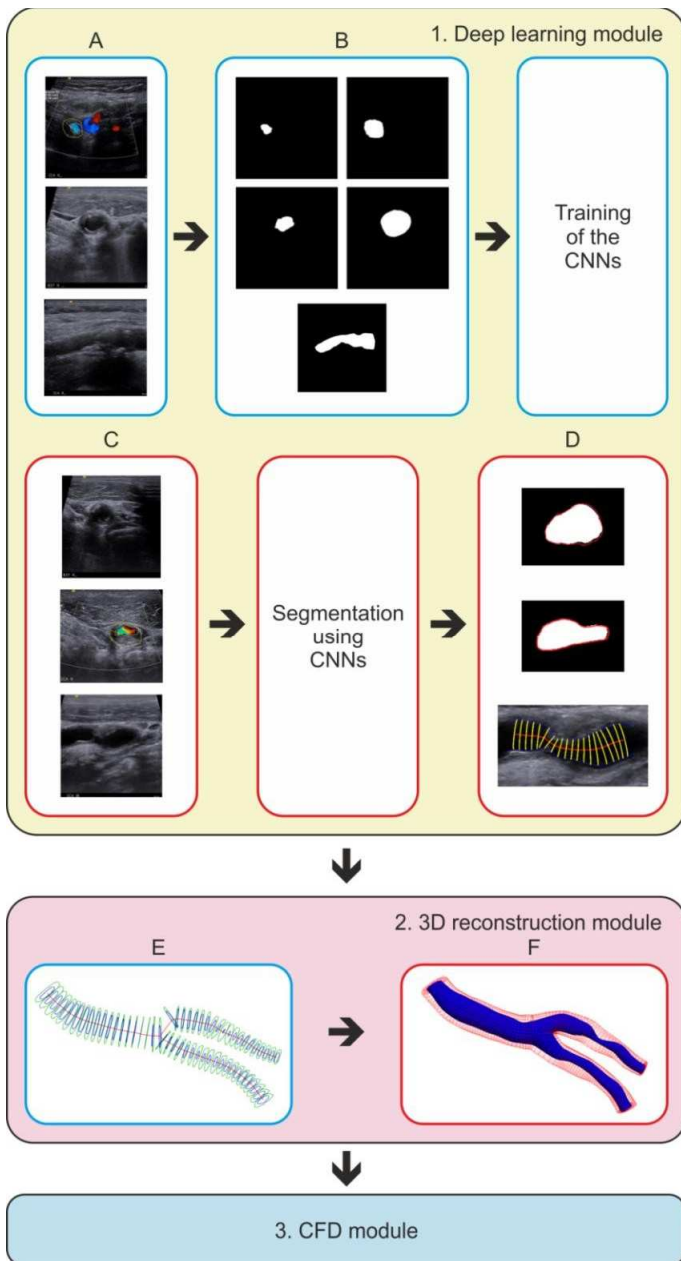 A
B
1. Deep learning module
Training
of the
CNNs
C
D
Segmentation
using
CNNs
2. 3D reconstruction module
E
F
3. CFD module